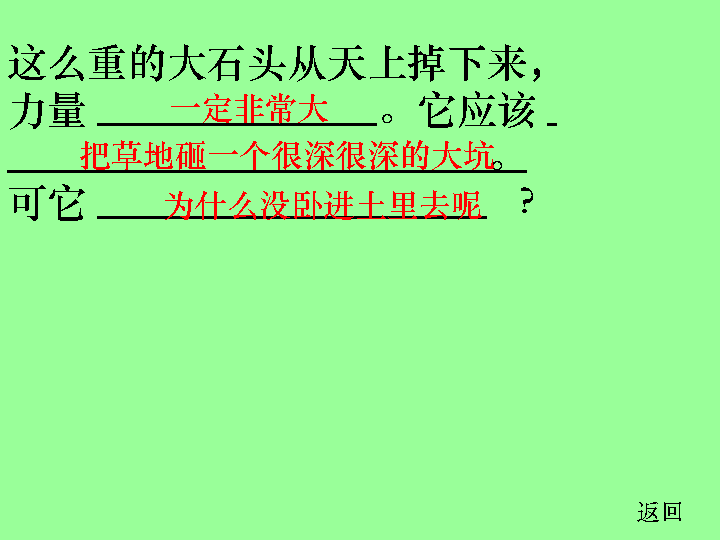 这么重的大石头从天上掉下来，
力量 一定非常大 。它应该
把草地砸一个很深很深的大坑。
可它 为什么没卧进土里去呢 ？
返回